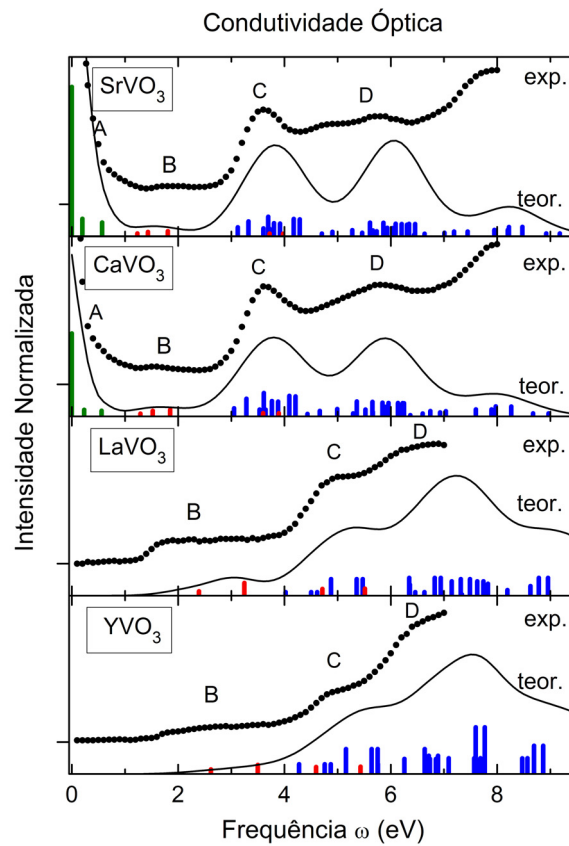 Condutividade Óptica
Intensidade Normalizada
SrVO₃
exp.
A
B
C
D
teor.
CaVO₃
exp.
A
B
C
D
teor.
LaVO₃
exp.
B
C
D
teor.
YVO₃
exp.
B
C
D
teor.
0 2 4 6 8
Frequência ω (eV)